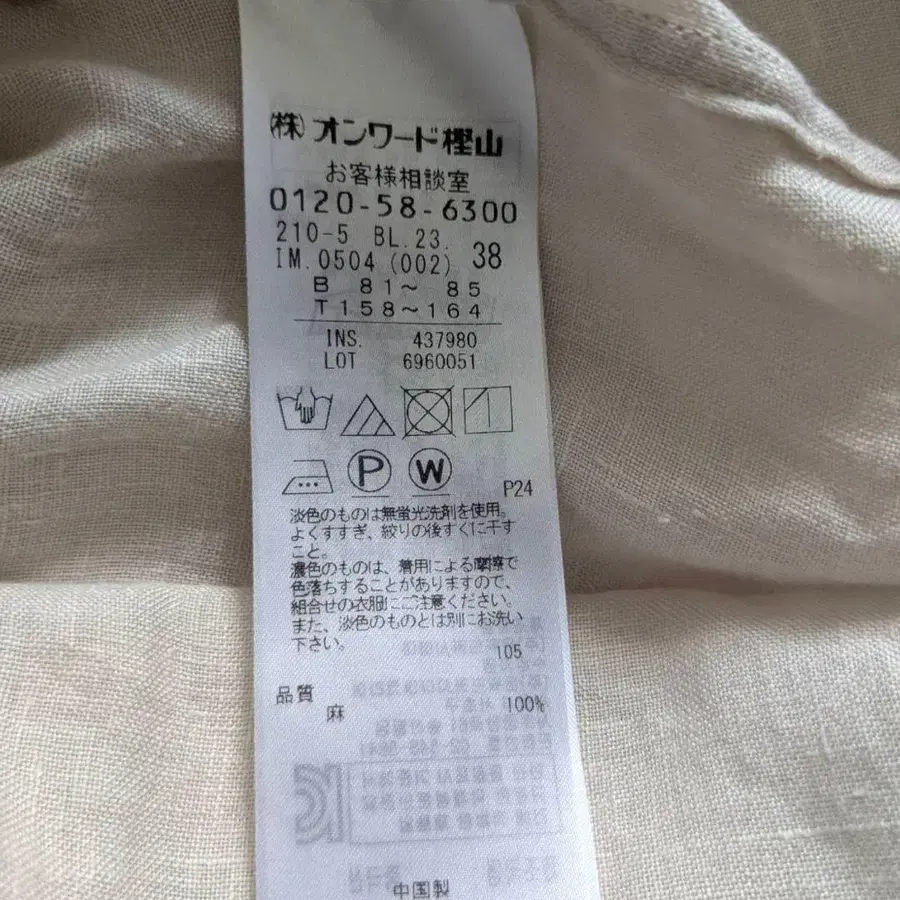 (株)オンワード樫山
お客様相談室
0120-58-6300
210-5 BL.23. 38
IM.0504(002)
B 81～ 85
T 158～164
INS. 437980
LOT 6960051
P
W
P24
淡色のものは無蛍光洗剤を使用。
よくすすぎ、絞りの後すぐに干す
こと。
濃色のものは、着用による摩擦で
色落ちすることがありますので、
組合せの衣服にご注意ください。
また、淡色のものとは別にお洗い
下さい。
105
品質
麻 100%
中国製